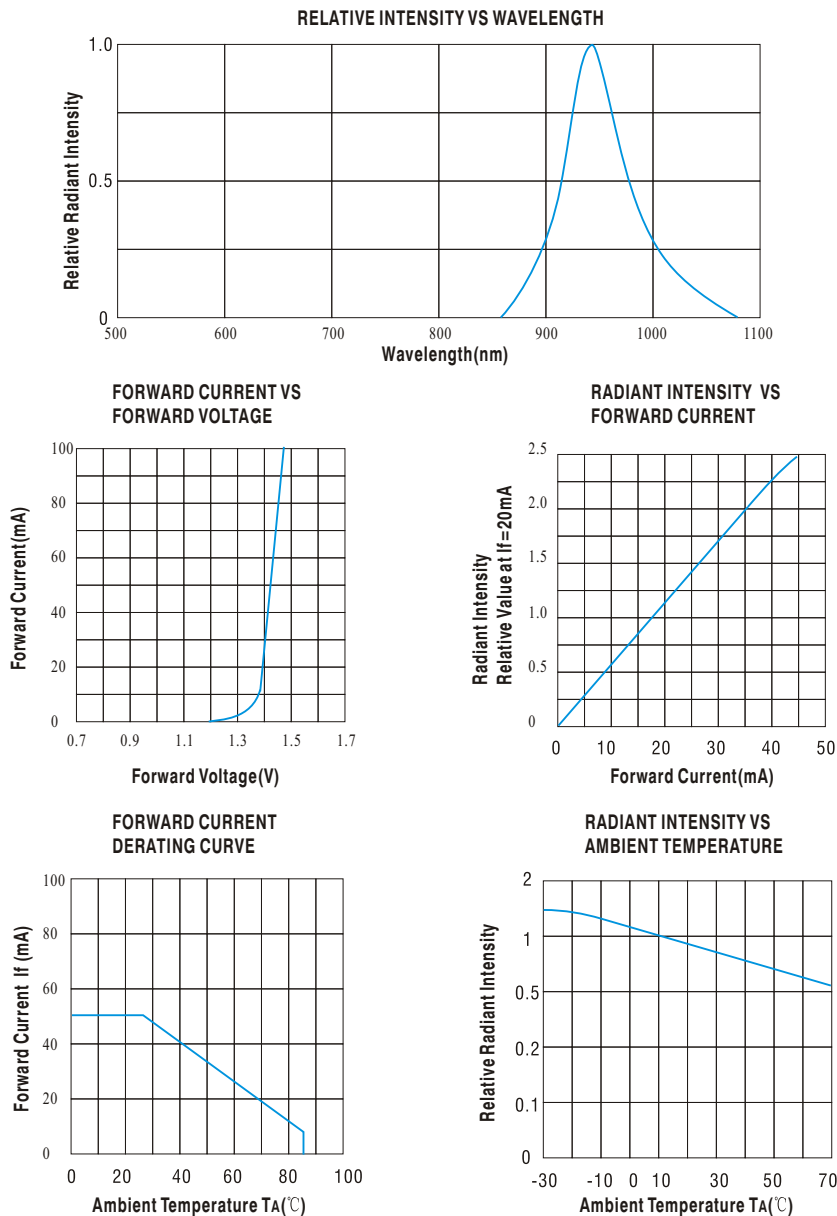 RELATIVE INTENSITY VS WAVELENGTH
Relative Radiant Intensity
1.0
0.5
0
500 600 700 800 900 1000 1100
Wavelength(nm)
FORWARD CURRENT VS
FORWARD VOLTAGE
Forward Current(mA)
100
80
60
40
20
0
0.7 0.9 1.1 1.3 1.5 1.7
Forward Voltage(V)
RADIANT INTENSITY VS
FORWARD CURRENT
Radiant Intensity
Relative Value at If=20mA
2.5
2.0
1.5
1.0
0.5
0
0 10 20 30 40 50
Forward Current(mA)
FORWARD CURRENT
DERATING CURVE
Forward Current If (mA)
100
80
60
40
20
0
0 20 40 60 80 100
Ambient Temperature TA(℃)
RADIANT INTENSITY VS
AMBIENT TEMPERATURE
Relative Radiant Intensity
2
1
0.5
0.2
0.1
0
-30 -10 0 10 30 50 70
Ambient Temperature TA(℃)